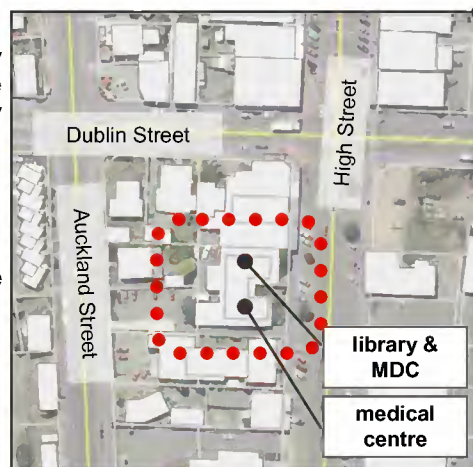 Dublin Street
High Street
Auckland Street
library &
MDC
medical
centre